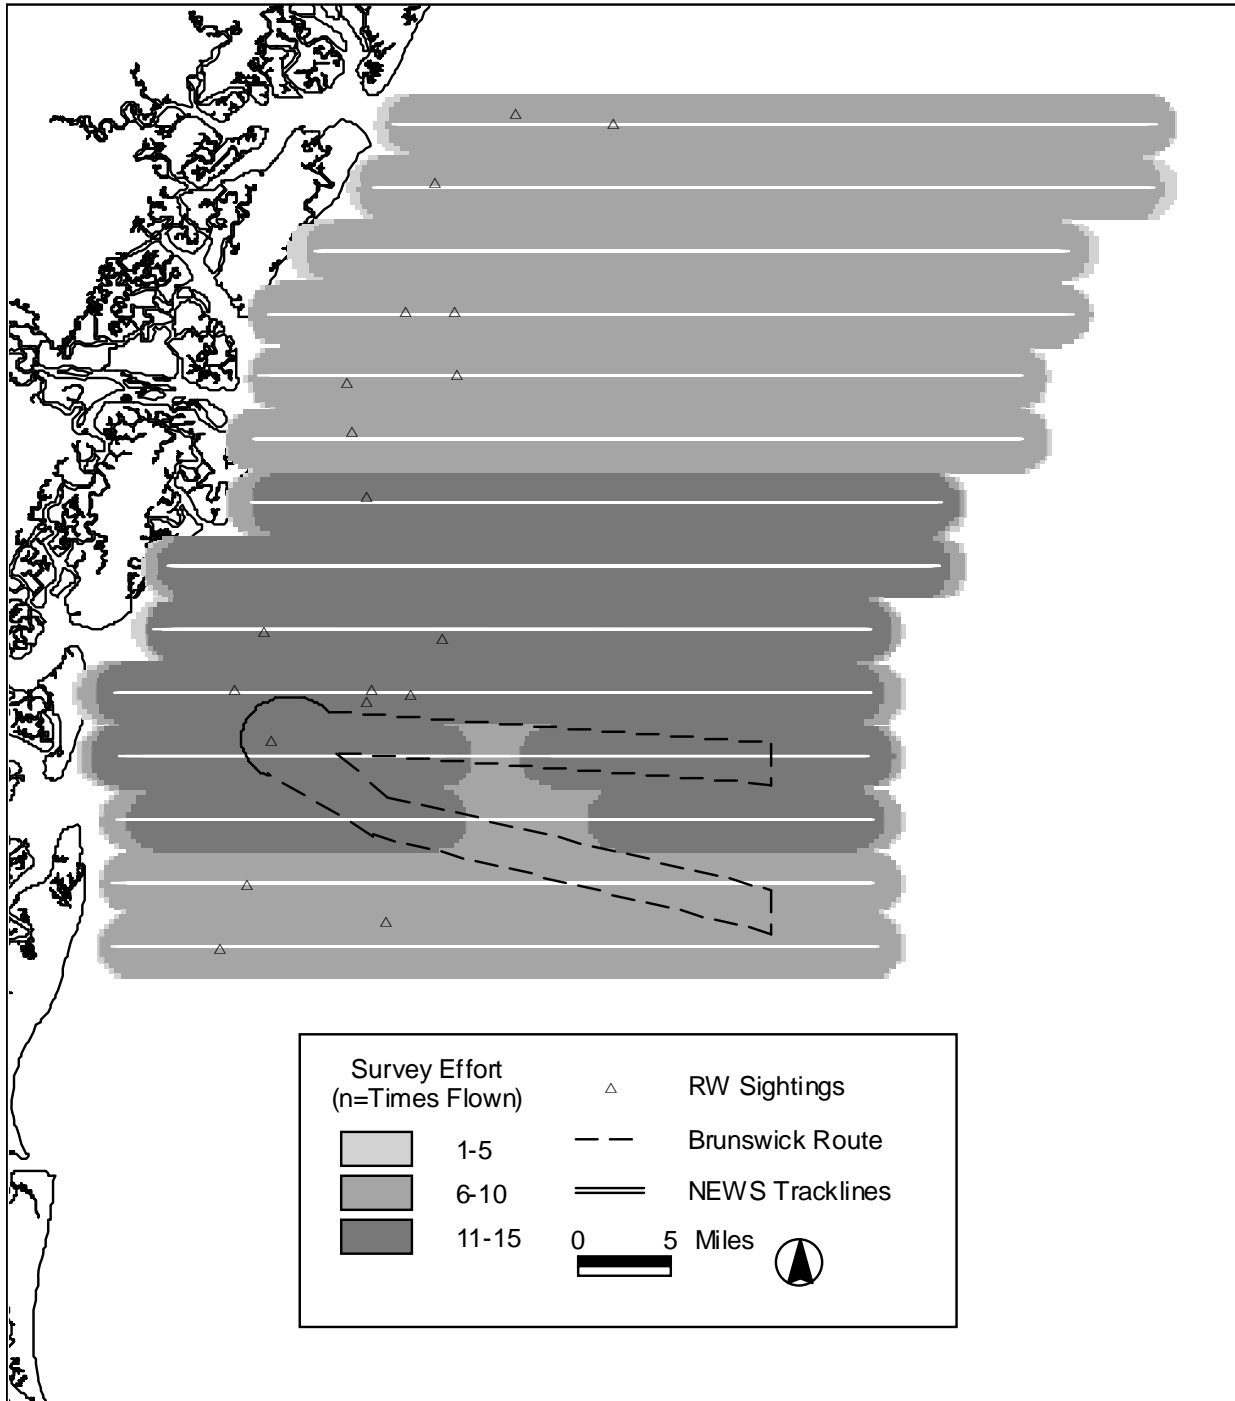 Survey Effort
(n=Times Flown)
1-5
6-10
11-15
RW Sightings
Brunswick Route
NEWS Tracklines
0 5 Miles